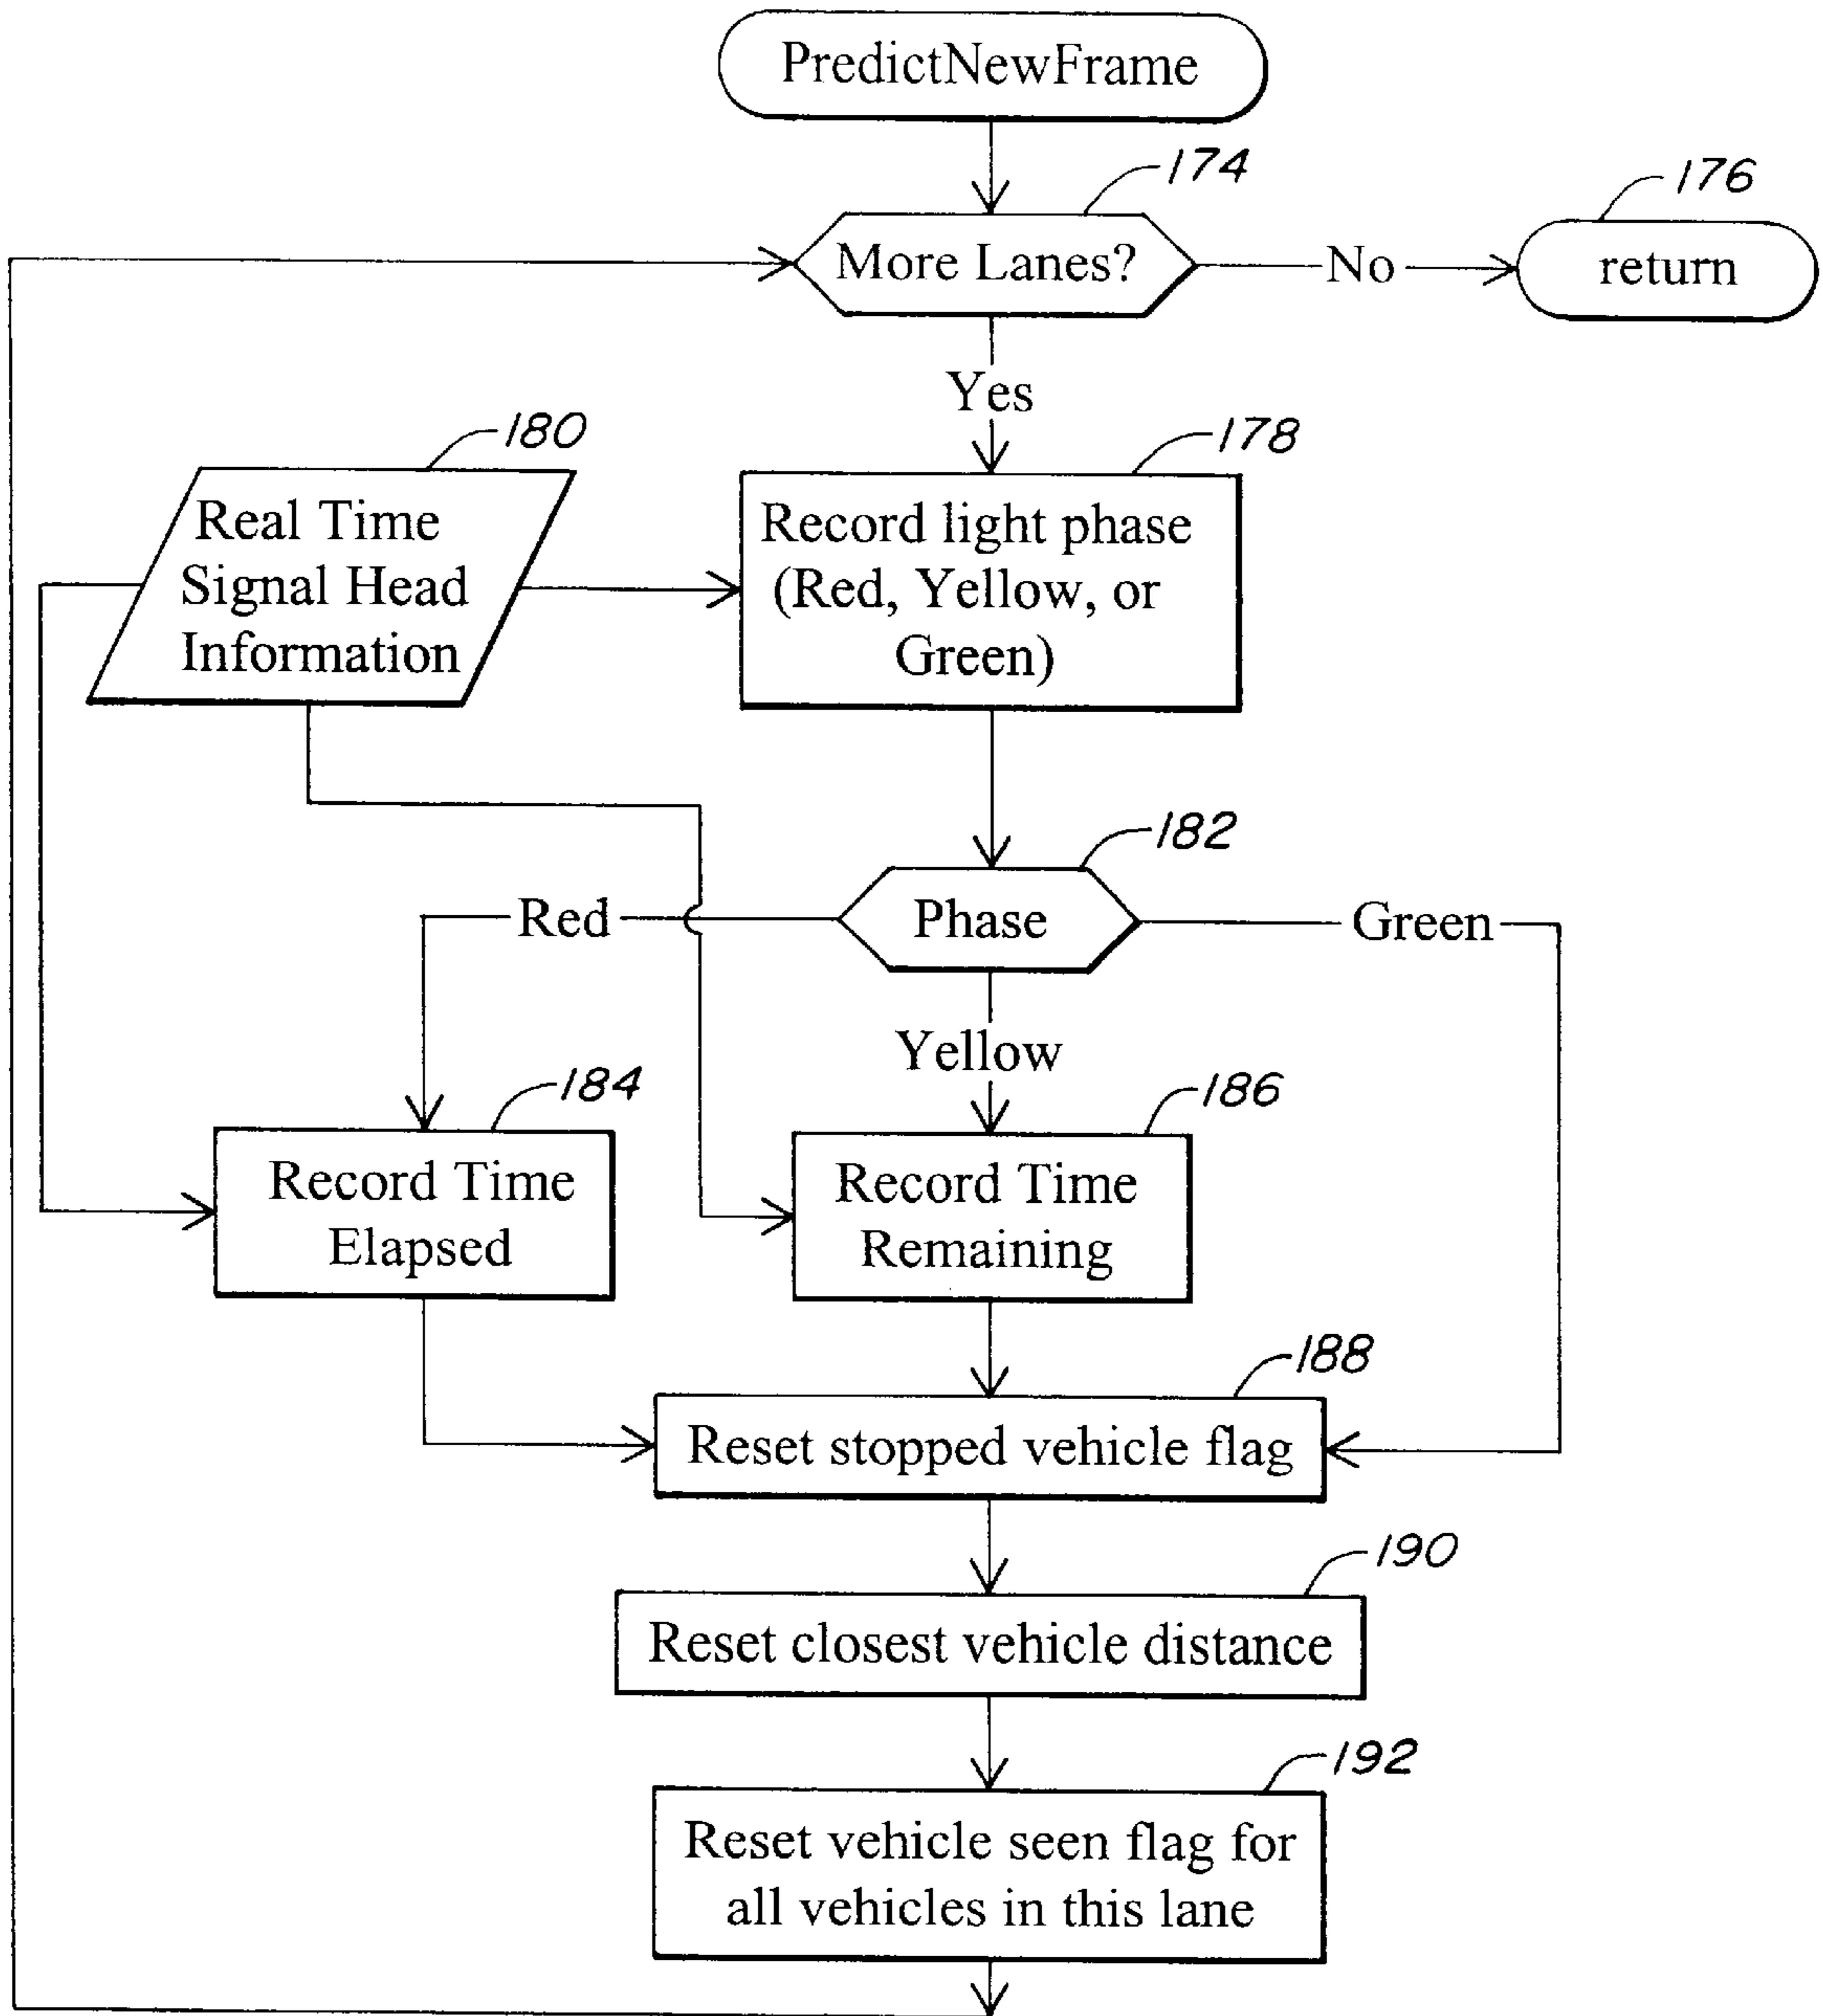 PredictNewFrame
174
176
More Lanes?
No
return
Yes
180
178
Real Time
Signal Head
Information
Record light phase
(Red, Yellow, or
Green)
182
Red
Phase
Green
Yellow
184
186
Record Time
Elapsed
Record Time
Remaining
188
Reset stopped vehicle flag
190
Reset closest vehicle distance
192
Reset vehicle seen flag for
all vehicles in this lane